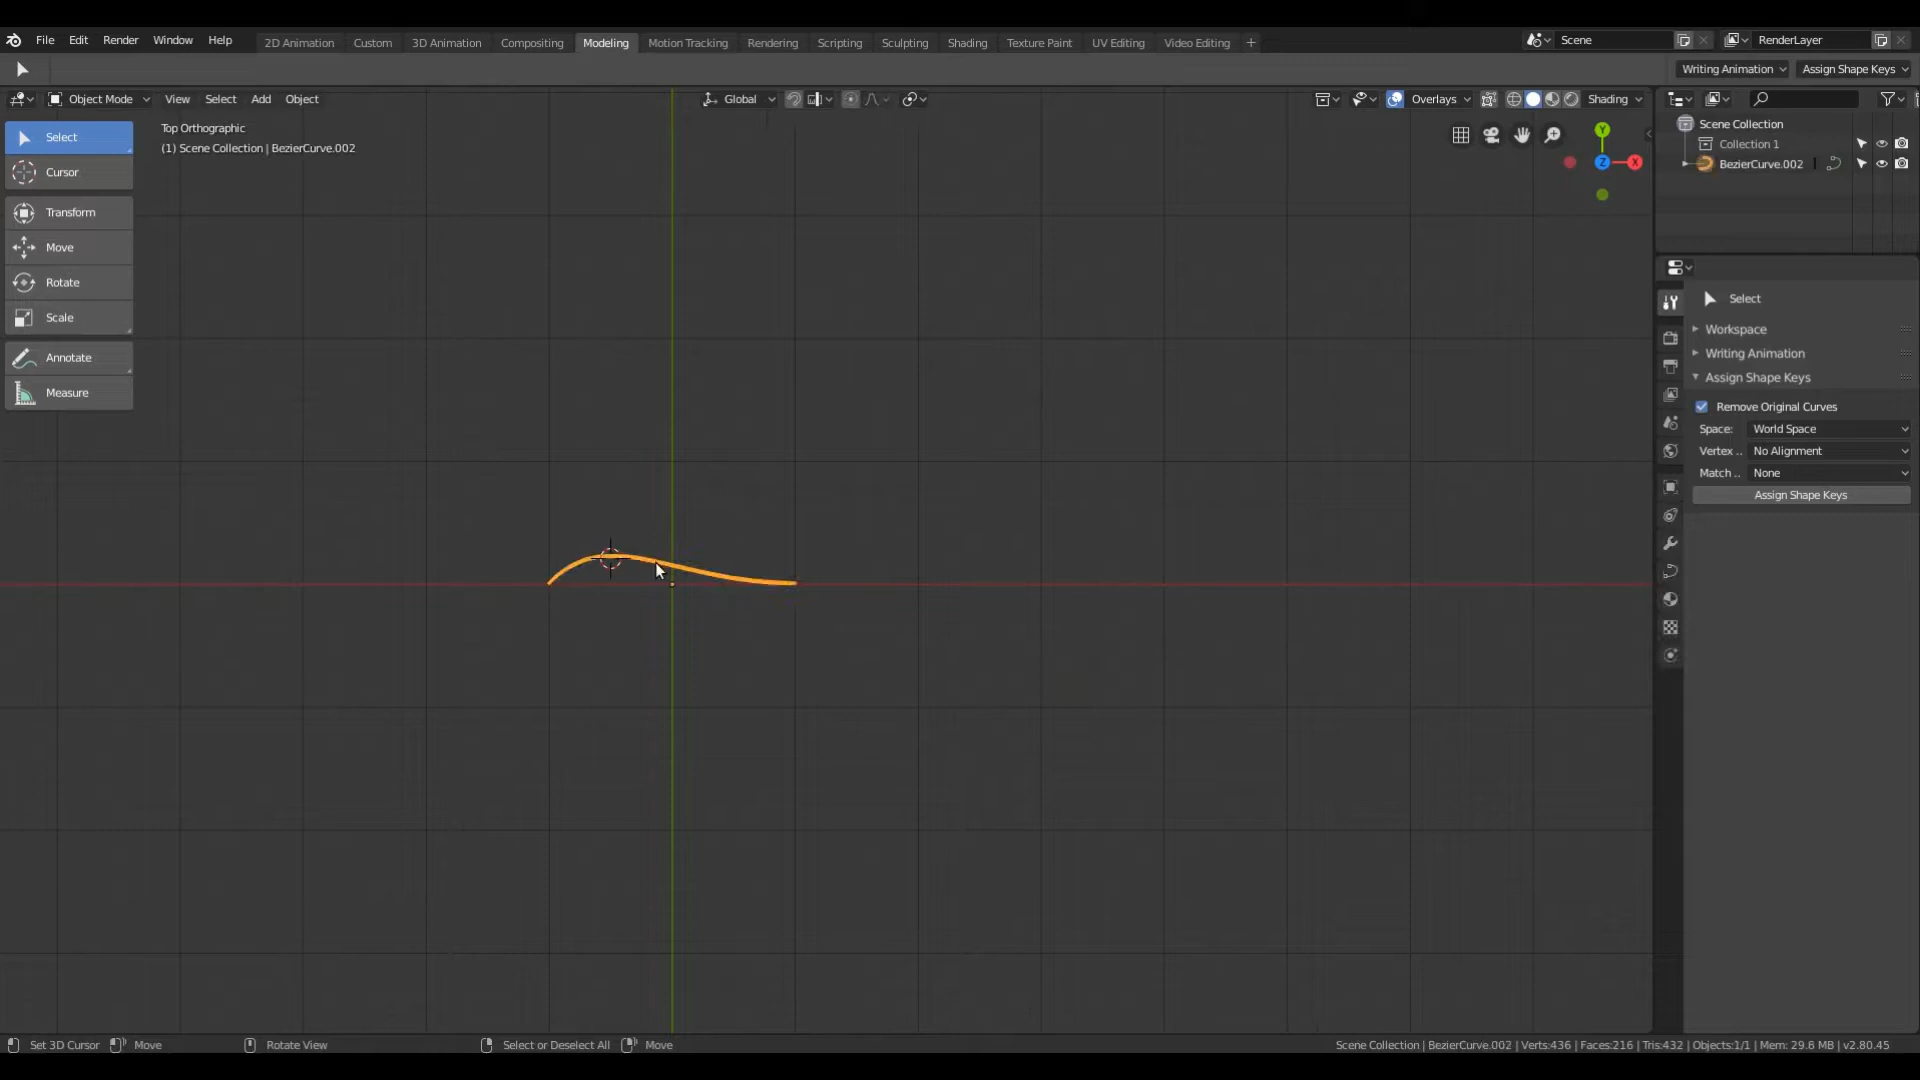 File Edit Render Window Help 2D Animation Custom 3D Animation Compositing Modeling Motion Tracking Rendering Scripting Sculpting Shading Texture Paint UV Editing Video Editing + Scene RenderLayer
Writing Animation Assign Shape Keys
Object Mode View Select Add Object Global Overlays Shading
Select
Cursor
Transform
Move
Rotate
Scale
Annotate
Measure
Top Orthographic
(1) Scene Collection | BezierCurve.002
Y
Z X
Scene Collection
Collection 1
BezierCurve.002
Select
Workspace
Writing Animation
Assign Shape Keys
Remove Original Curves
Space: World Space
Vertex .. No Alignment
Match .. None
Assign Shape Keys
Set 3D Cursor Move Rotate View Select or Deselect All Move Scene Collection | BezierCurve.002 | Verts:436 | Faces:216 | Tris:432 | Objects:1/1 | Mem: 29.8 MB | v2.80.45